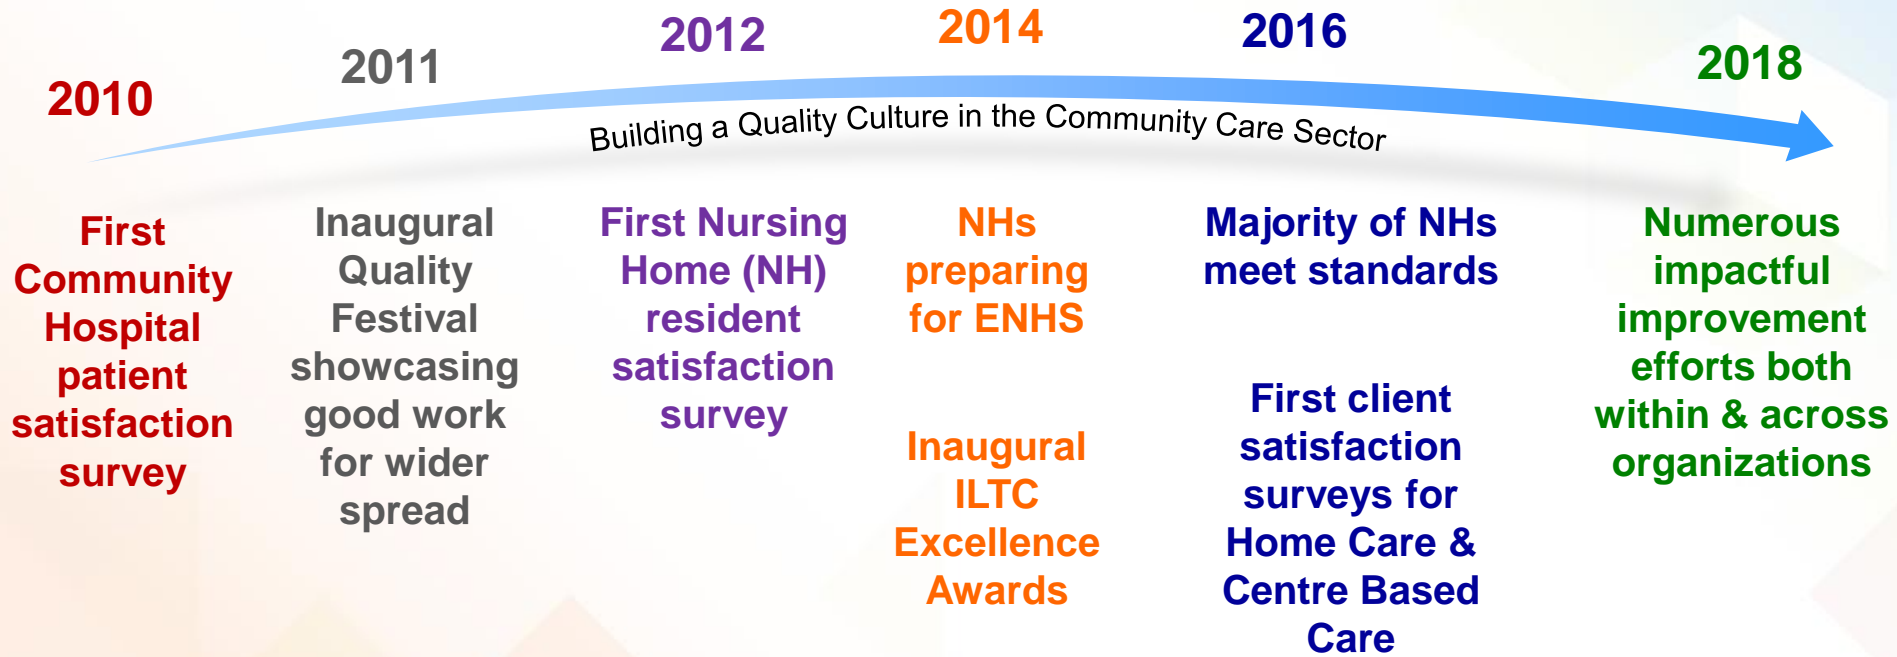 2010
2011
2012
2014
2016
2018
Building a Quality Culture in the Community Care Sector
First
Community
Hospital
patient
satisfaction
survey
Inaugural
Quality
Festival
showcasing
good work
for wider
spread
First Nursing
Home (NH)
resident
satisfaction
survey
NHs
preparing
for ENHS
Inaugural
ILTC
Excellence
Awards
Majority of NHs
meet standards
First client
satisfaction
surveys for
Home Care &
Centre Based
Care
Numerous
impactful
improvement
efforts both
within & across
organizations